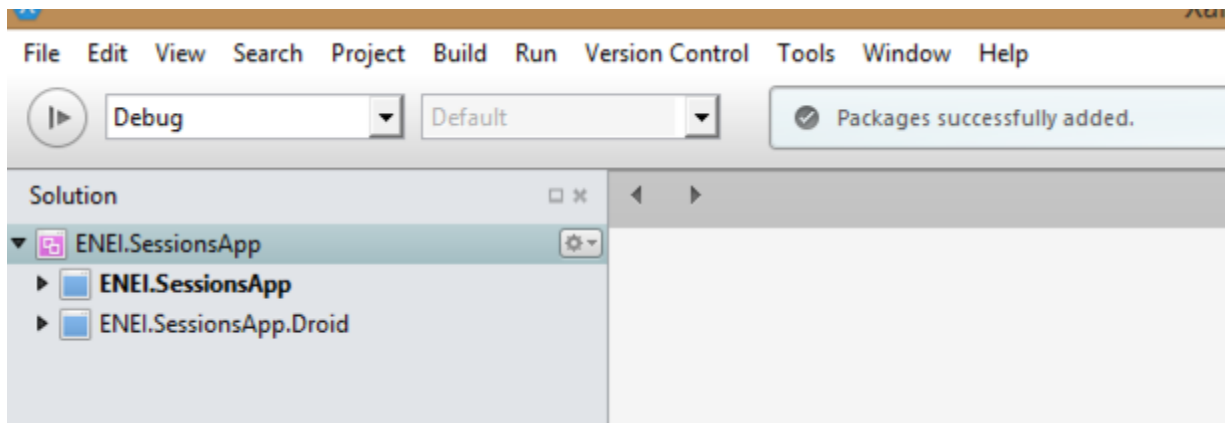 File Edit View Search Project Build Run Version Control Tools Window Help
Debug Default Packages successfully added.
Solution
ENEI.SessionsApp
ENEI.SessionsApp
ENEI.SessionsApp.Droid